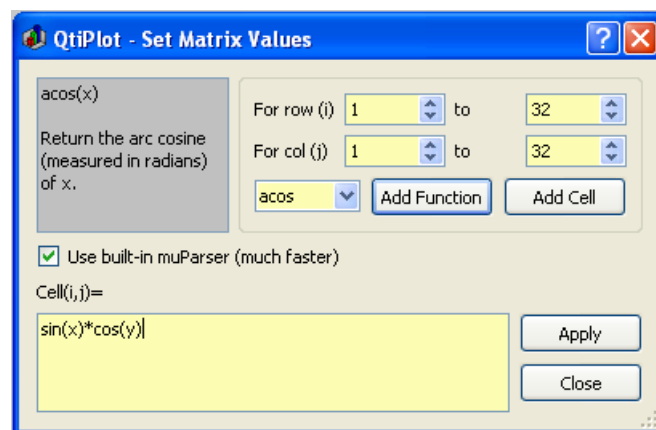 QtiPlot - Set Matrix Values
acos(x)
Return the arc cosine
(measured in radians)
of x.
For row (i) 1 to 32
For col (j) 1 to 32
acos Add Function Add Cell
Use built-in muParser (much faster)
Cell(i,j)=
sin(x)*cos(y)
Apply
Close